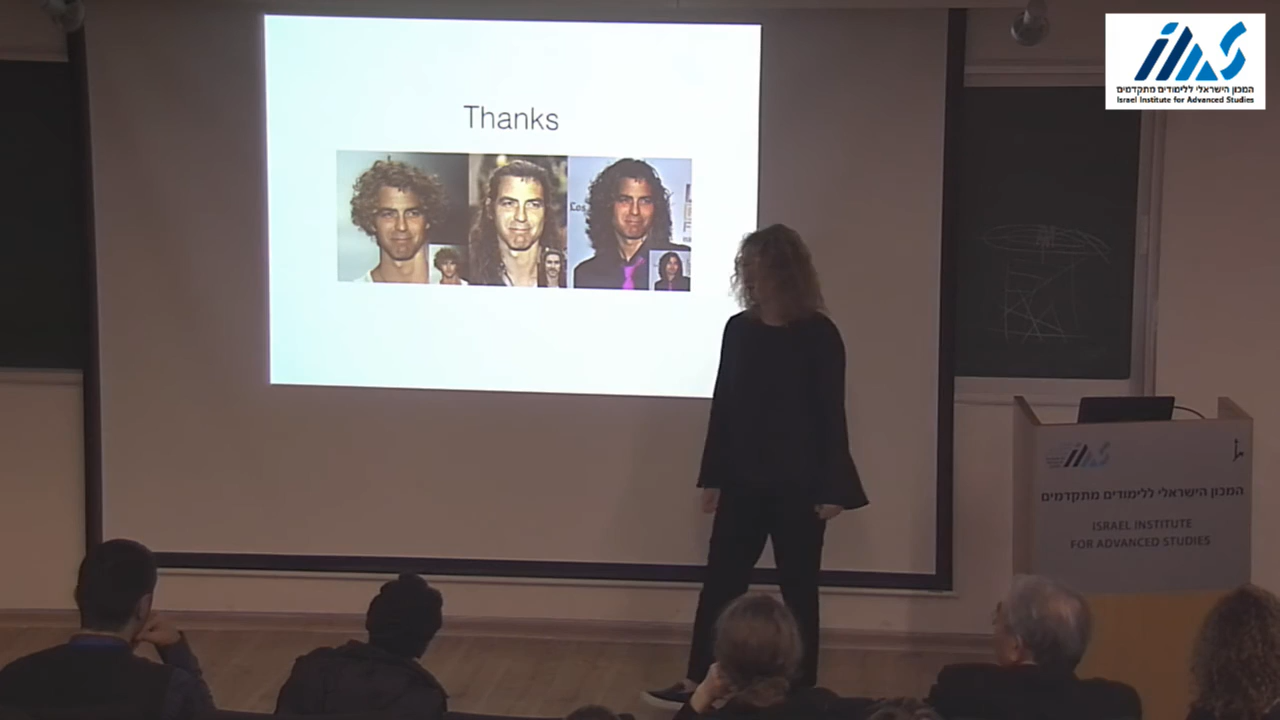 המכון הישראלי ללימודים מתקדמים
Israel Institute for Advanced Studies
Thanks
המכון הישראלי ללימודים מתקדמים
ISRAEL INSTITUTE
FOR ADVANCED STUDIES